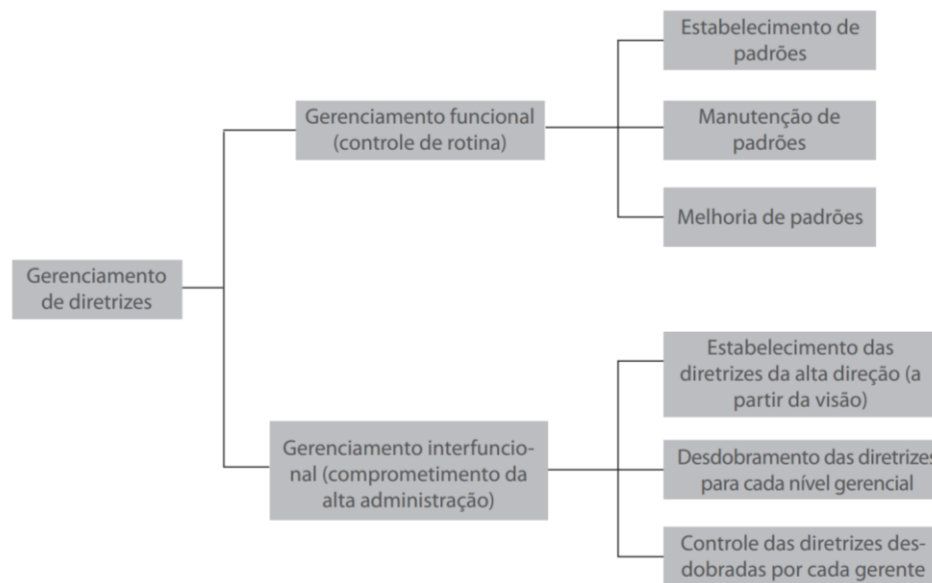 Estabelecimento de
padrões
Gerenciamento funcional
(controle de rotina)
Manutenção de
padrões
Melhoria de padrões
Gerenciamento
de diretrizes
Estabelecimento das
diretrizes da alta direção (a
partir da visão)
Gerenciamento interfuncio-
nal (comprometimento da
alta administração)
Desdobramento das diretrizes
para cada nível gerencial
Controle das diretrizes des-
dobradas por cada gerente